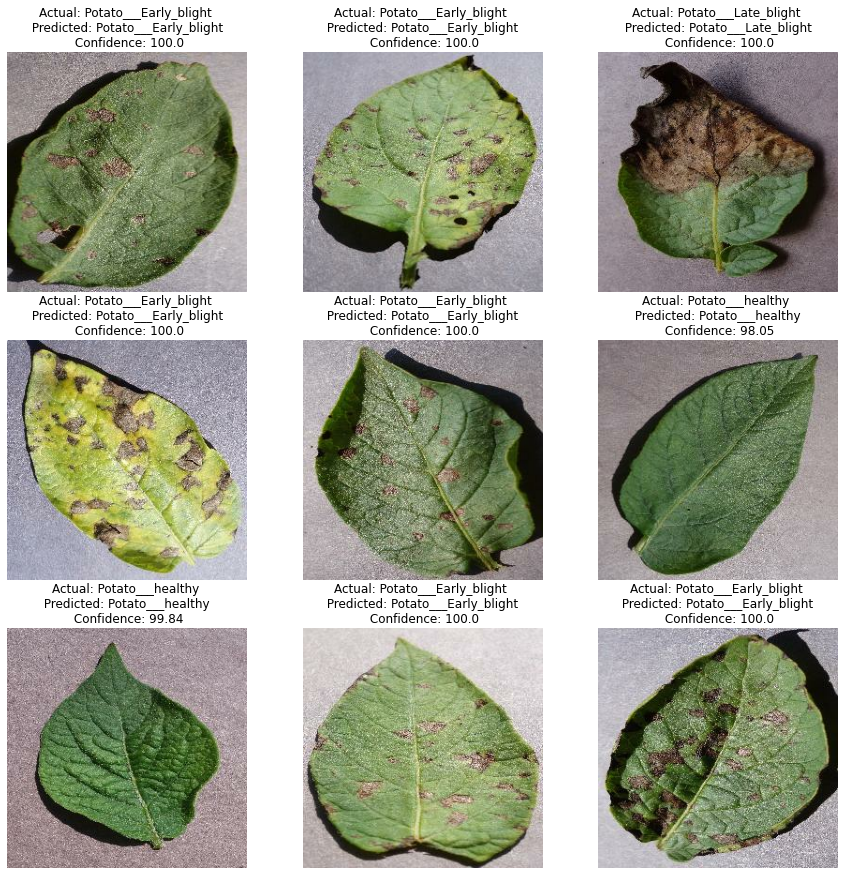 Actual: Potato___Early_blight
Predicted: Potato___Early_blight
Confidence: 100.0
Actual: Potato___Early_blight
Predicted: Potato___Early_blight
Confidence: 100.0
Actual: Potato___Late_blight
Predicted: Potato___Late_blight
Confidence: 100.0
Actual: Potato___Early_blight
Predicted: Potato___Early_blight
Confidence: 100.0
Actual: Potato___Early_blight
Predicted: Potato___Early_blight
Confidence: 100.0
Actual: Potato___healthy
Predicted: Potato___healthy
Confidence: 98.05
Actual: Potato___healthy
Predicted: Potato___healthy
Confidence: 99.84
Actual: Potato___Early_blight
Predicted: Potato___Early_blight
Confidence: 100.0
Actual: Potato___Early_blight
Predicted: Potato___Early_blight
Confidence: 100.0